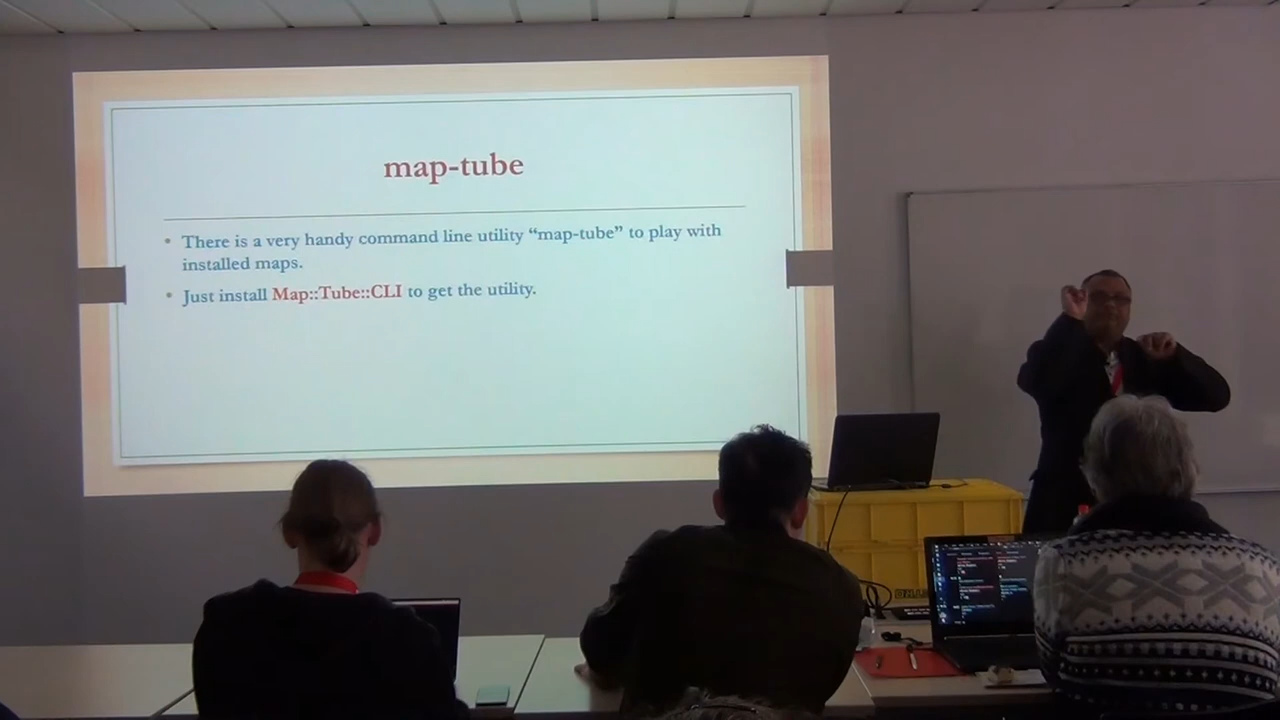 map-tube
• There is a very handy command line utility “map-tube” to play with
installed maps.
• Just install Map::Tube::CLI to get the utility.